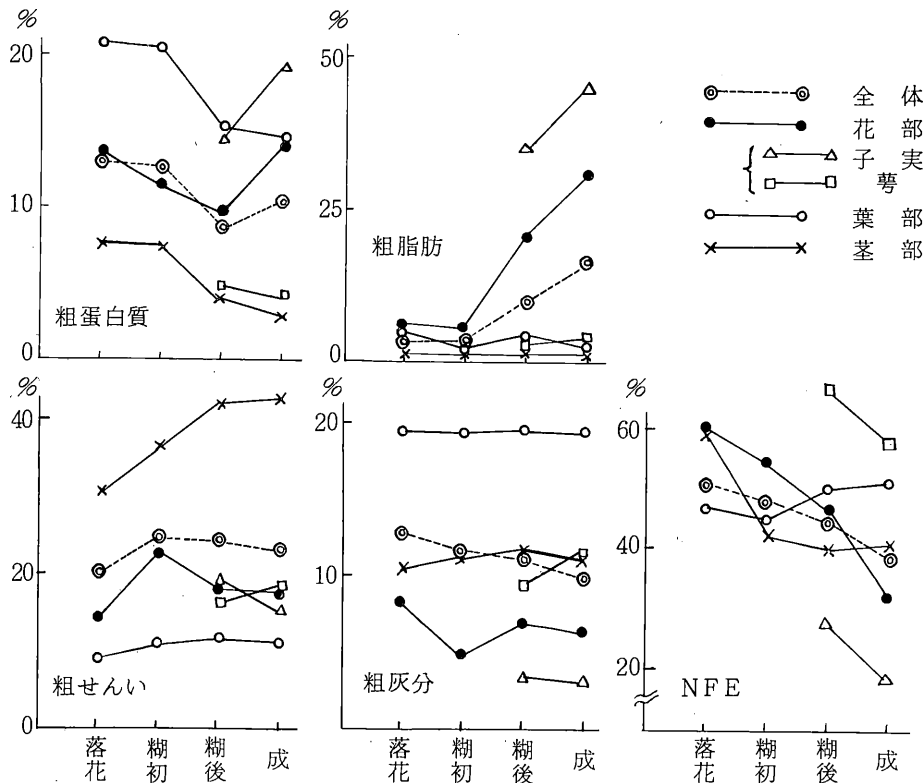 %
20
10
0
粗蛋白質
%
50
25
0
粗脂肪
全体
花部
子実
萼
葉部
茎部
%
40
20
0
粗せんい
落花
糊初
糊後
成
%
20
10
粗灰分
落花
糊初
糊後
成
%
60
40
20
NFE
落花
糊初
糊後
成